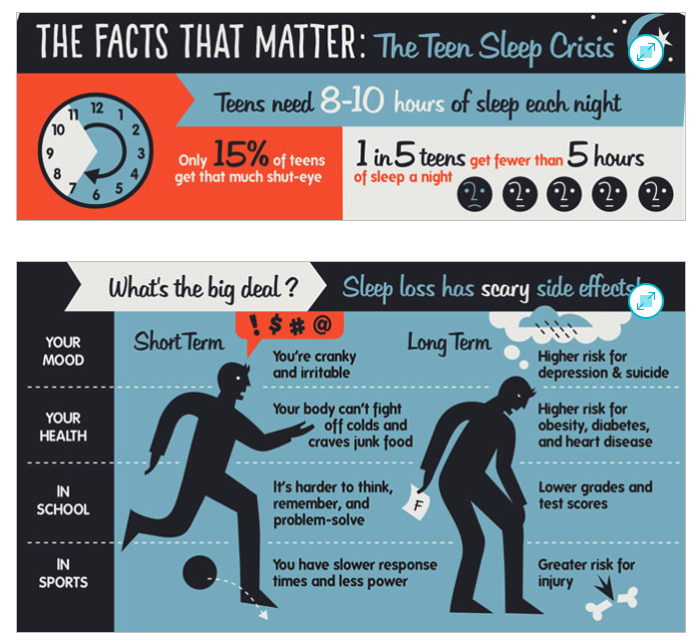 THE FACTS THAT MATTER: The Teen Sleep Crisis
Teens need 8-10 hours of sleep each night
12
1
2
3
4
5
6
7
8
9
10
11
Only 15% of teens
get that much shut-eye
1 in 5 teens get fewer than 5 hours
of sleep a night
What's the big deal?
Sleep loss has scary side effects!
Short Term
! $ # @
Long Term
YOUR
MOOD
You're cranky
and irritable
Higher risk for
depression & suicide
YOUR
HEALTH
Your body can't fight
off colds and
craves junk food
Higher risk for
obesity, diabetes,
and heart disease
IN
SCHOOL
It's harder to think,
remember, and
problem-solve
F
Lower grades and
test scores
IN
SPORTS
You have slower response
times and less power
Greater risk for
injury